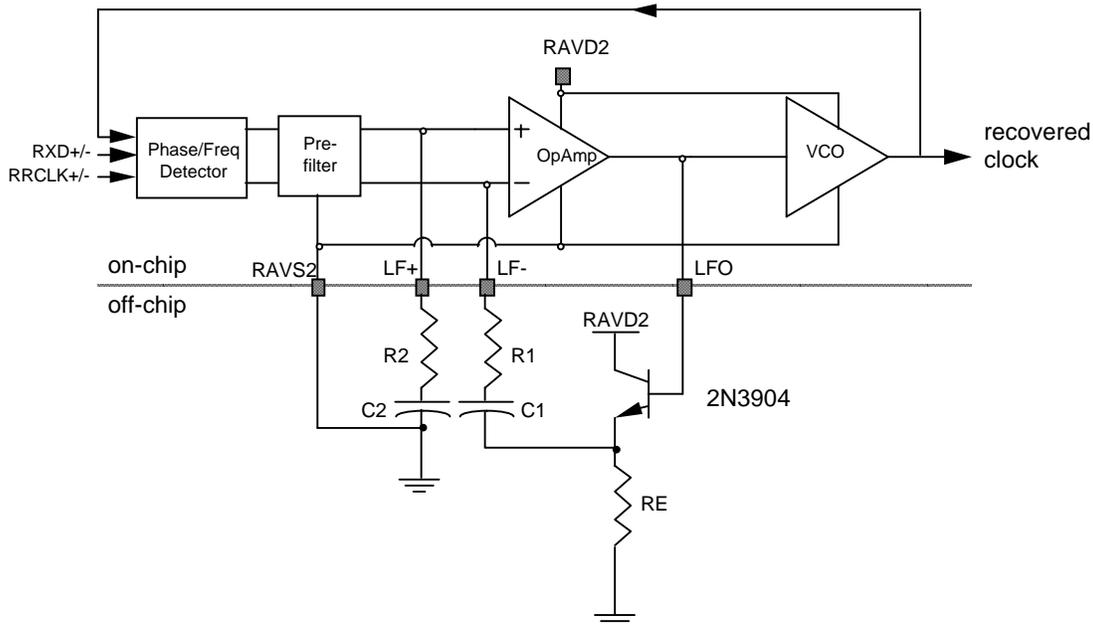 RAVD2
RXD+/-
RRCLK+/-
Phase/Freq
Detector
Pre-
filter
+
−
OpAmp
VCO
recovered
clock
on-chip
off-chip
RAVS2
LF+
LF-
LFO
RAVD2
R2
R1
C2
C1
2N3904
RE